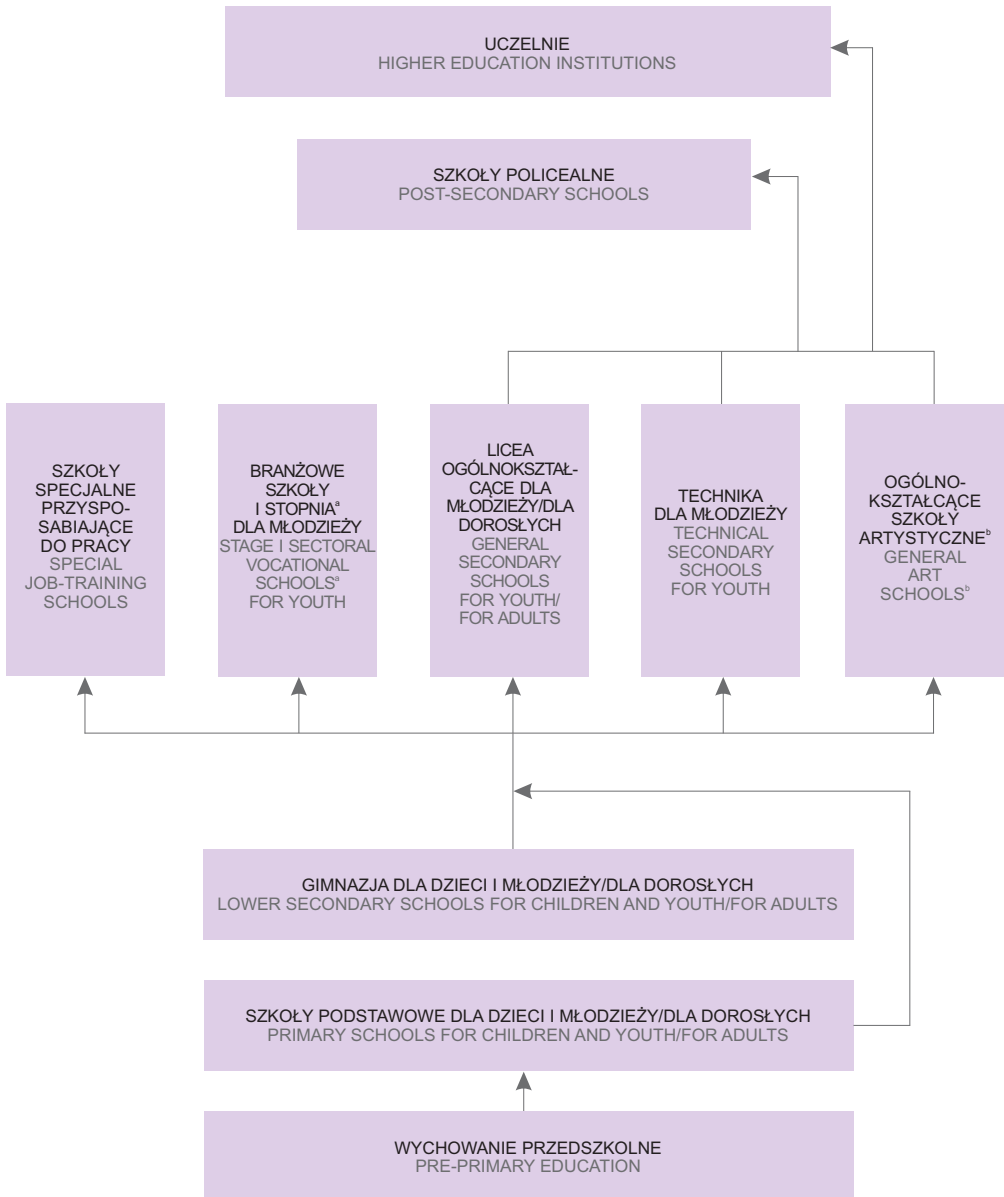 UCZELNIE
HIGHER EDUCATION INSTITUTIONS
SZKOŁY POLICEALNE
POST-SECONDARY SCHOOLS
SZKOŁY
SPECJALNE
PRZYSPO-
SABIAJĄCE
DO PRACY
SPECIAL
JOB-TRAINING
SCHOOLS
BRANŻOWE
SZKOŁY
I STOPNIAᵃ
DLA MŁODZIEŻY
STAGE I SECTORAL
VOCATIONAL
SCHOOLSᵃ
FOR YOUTH
LICEA
OGÓLNOKSZTAŁ-
CĄCE DLA
MŁODZIEŻY/DLA
DOROSŁYCH
GENERAL
SECONDARY
SCHOOLS
FOR YOUTH/
FOR ADULTS
TECHNIKA
DLA MŁODZIEŻY
TECHNICAL
SECONDARY
SCHOOLS
FOR YOUTH
OGÓLNO-
KSZTAŁCĄCE
SZKOŁY
ARTYSTYCZNEᵇ
GENERAL
ART
SCHOOLSᵇ
GIMNAZJA DLA DZIECI I MŁODZIEŻY/DLA DOROSŁYCH
LOWER SECONDARY SCHOOLS FOR CHILDREN AND YOUTH/FOR ADULTS
SZKOŁY PODSTAWOWE DLA DZIECI I MŁODZIEŻY/DLA DOROSŁYCH
PRIMARY SCHOOLS FOR CHILDREN AND YOUTH/FOR ADULTS
WYCHOWANIE PRZEDSZKOLNE
PRE-PRIMARY EDUCATION